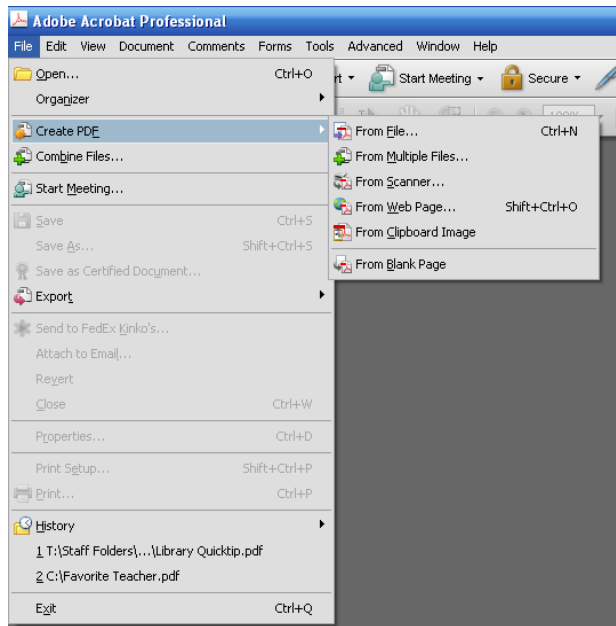 Adobe Acrobat Professional
File Edit View Document Comments Forms Tools Advanced Window Help
Start Meeting Secure
Open... Ctrl+O
Organizer
Create PDF
Combine Files...
Start Meeting...
Save Ctrl+S
Save As... Shift+Ctrl+S
Save as Certified Document...
Export
Send to FedEx Kinko's...
Attach to Email...
Revert
Close Ctrl+W
Properties... Ctrl+D
Print Setup... Shift+Ctrl+P
Print... Ctrl+P
History
1 T:\Staff Folders\...\Library Quicktip.pdf
2 C:\Favorite Teacher.pdf
Exit Ctrl+Q
From File... Ctrl+N
From Multiple Files...
From Scanner...
From Web Page... Shift+Ctrl+O
From Clipboard Image
From Blank Page